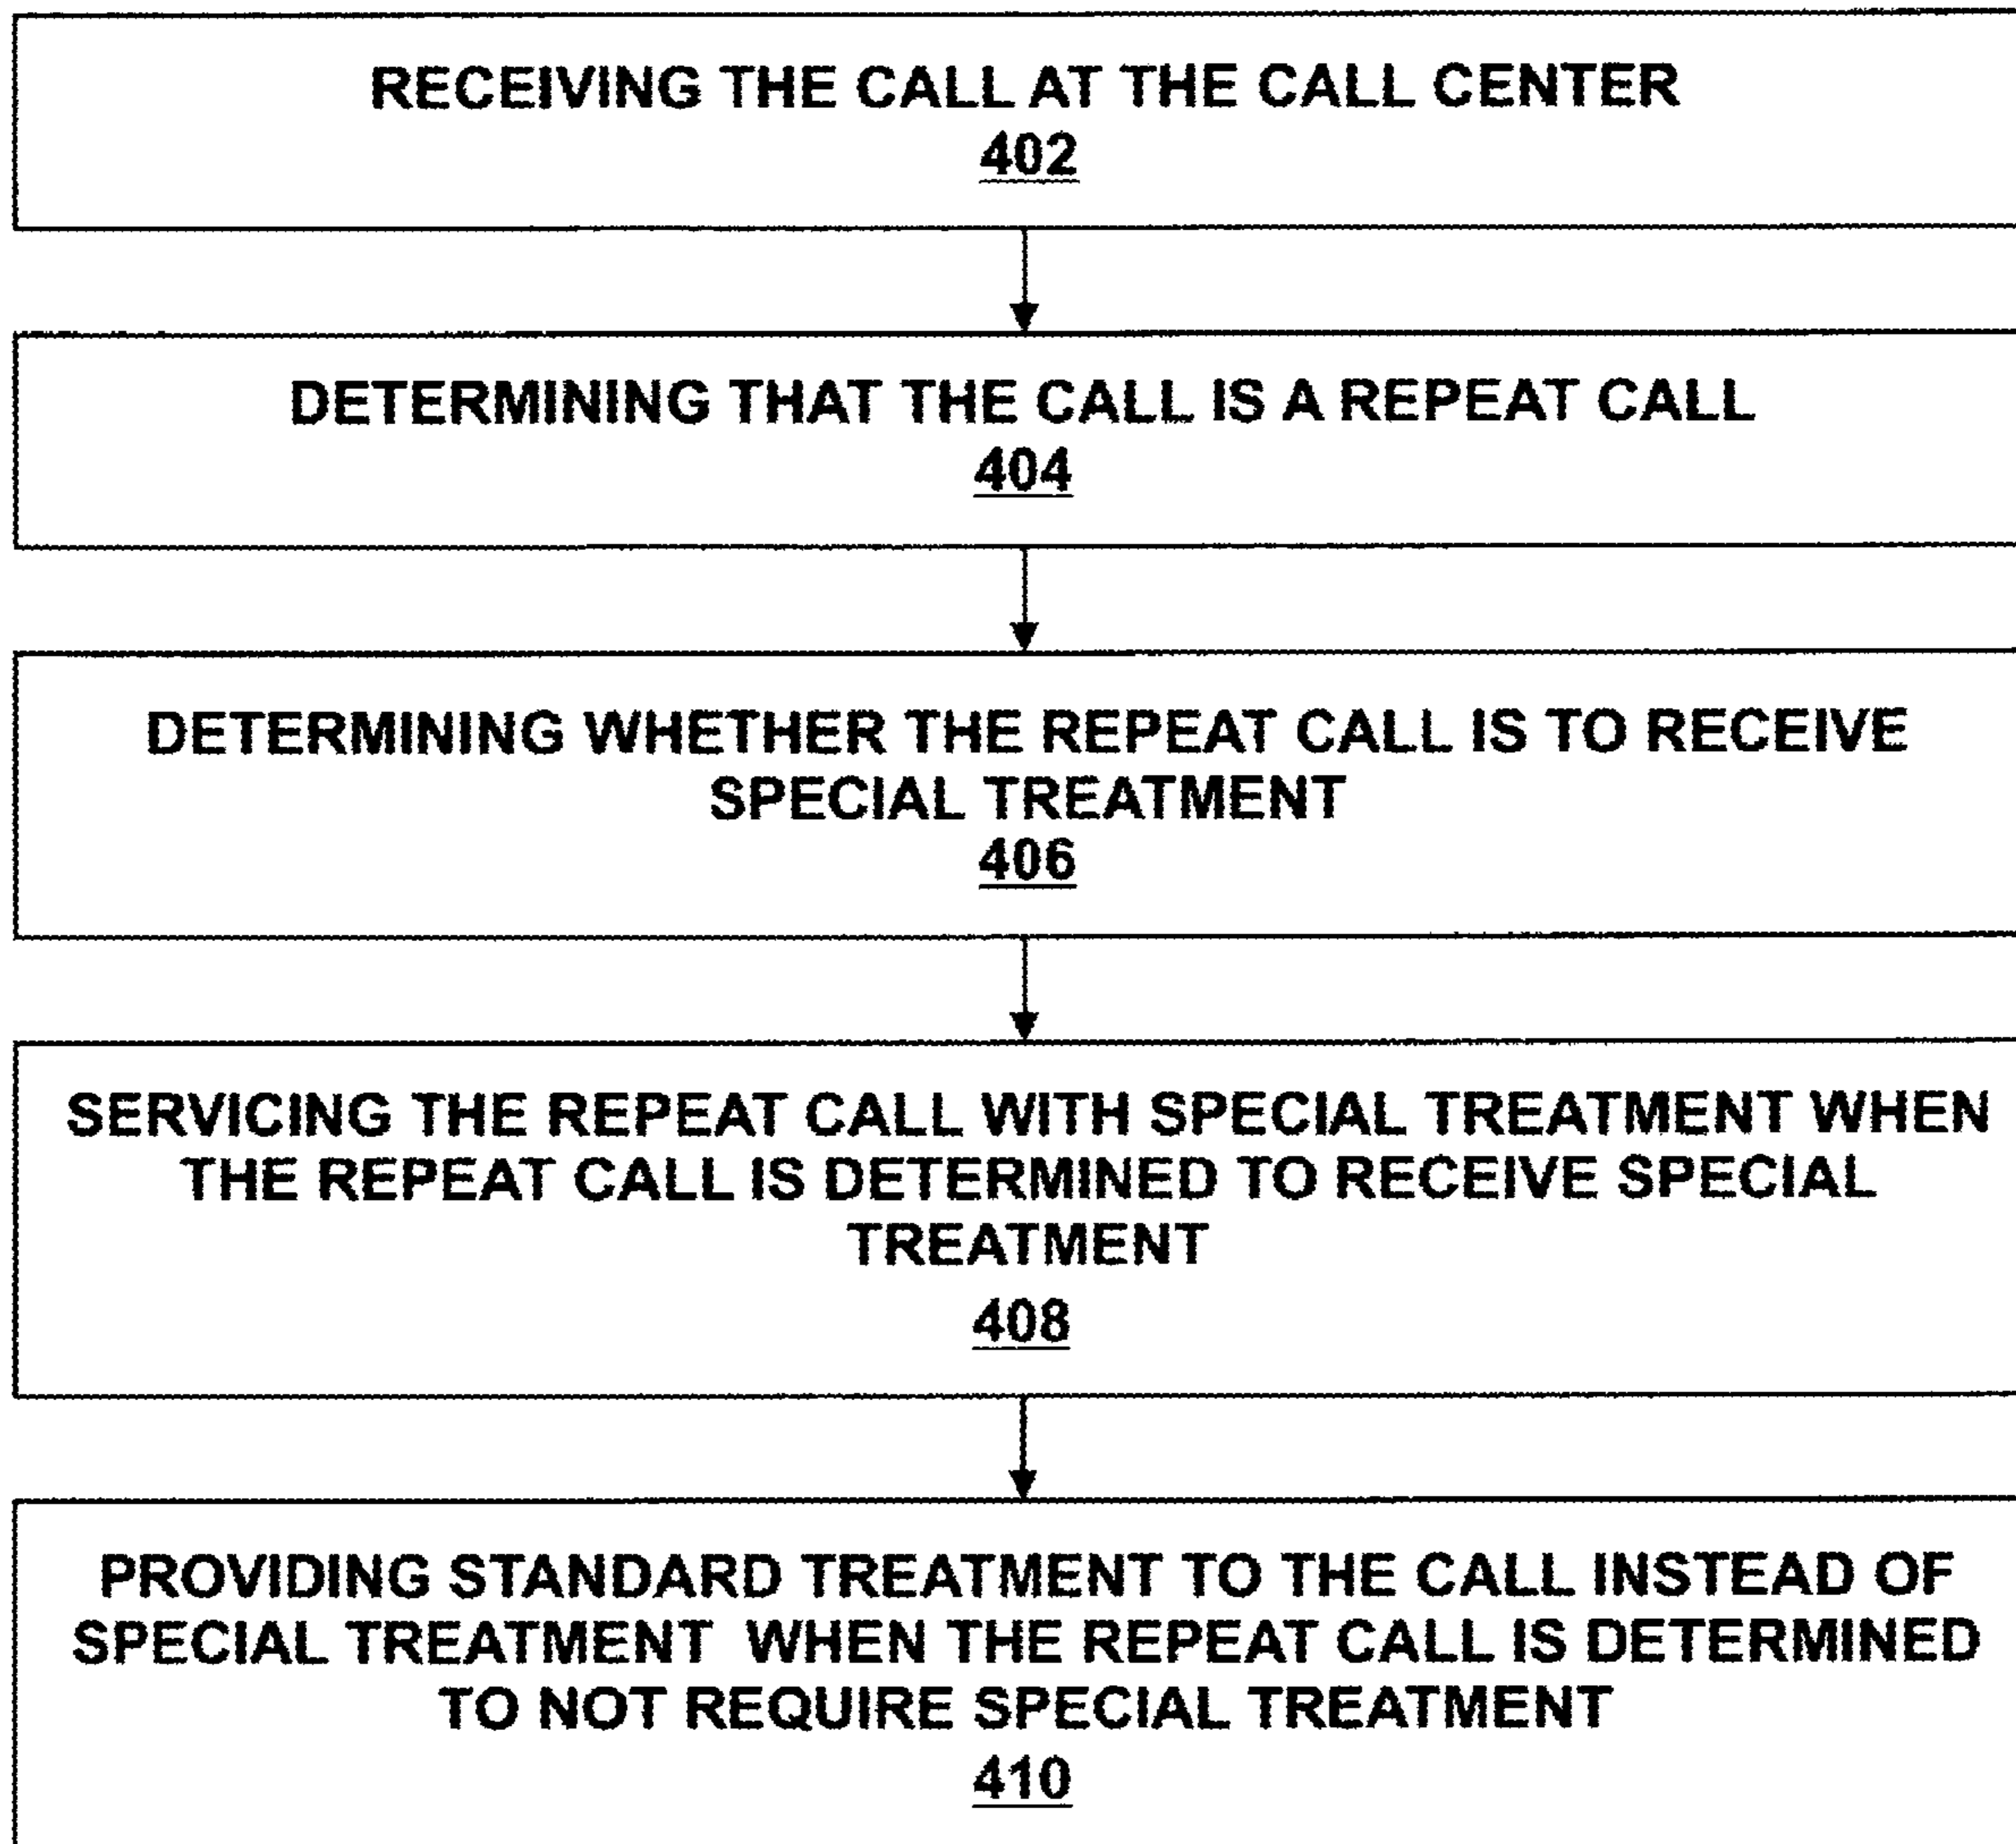 RECEIVING THE CALL AT THE CALL CENTER
402
DETERMINING THAT THE CALL IS A REPEAT CALL
404
DETERMINING WHETHER THE REPEAT CALL IS TO RECEIVE
SPECIAL TREATMENT
406
SERVICING THE REPEAT CALL WITH SPECIAL TREATMENT WHEN
THE REPEAT CALL IS DETERMINED TO RECEIVE SPECIAL
TREATMENT
408
PROVIDING STANDARD TREATMENT TO THE CALL INSTEAD OF
SPECIAL TREATMENT WHEN THE REPEAT CALL IS DETERMINED
TO NOT REQUIRE SPECIAL TREATMENT
410